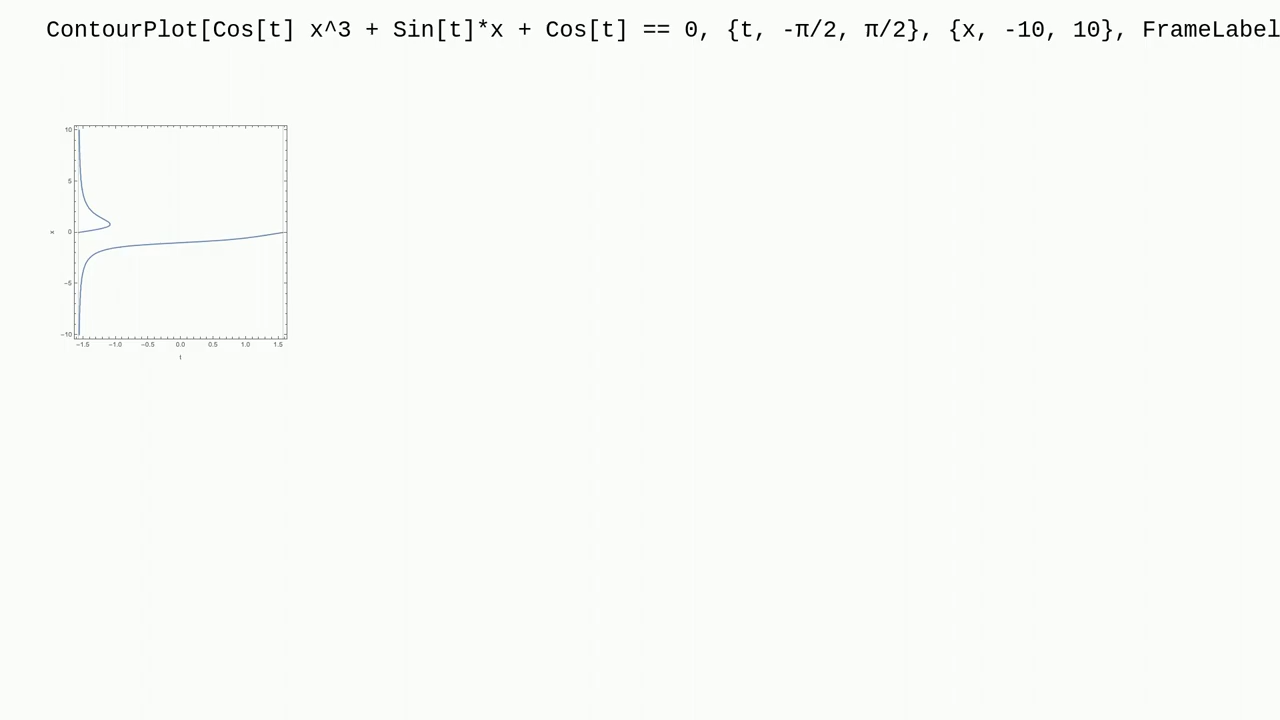 ContourPlot[Cos[t] x^3 + Sin[t]*x + Cos[t] == 0, {t, -π/2, π/2}, {x, -10, 10}, FrameLabel
10
5
x
0
−5
−10
−1.5 −1.0 −0.5 0.0 0.5 1.0 1.5
t